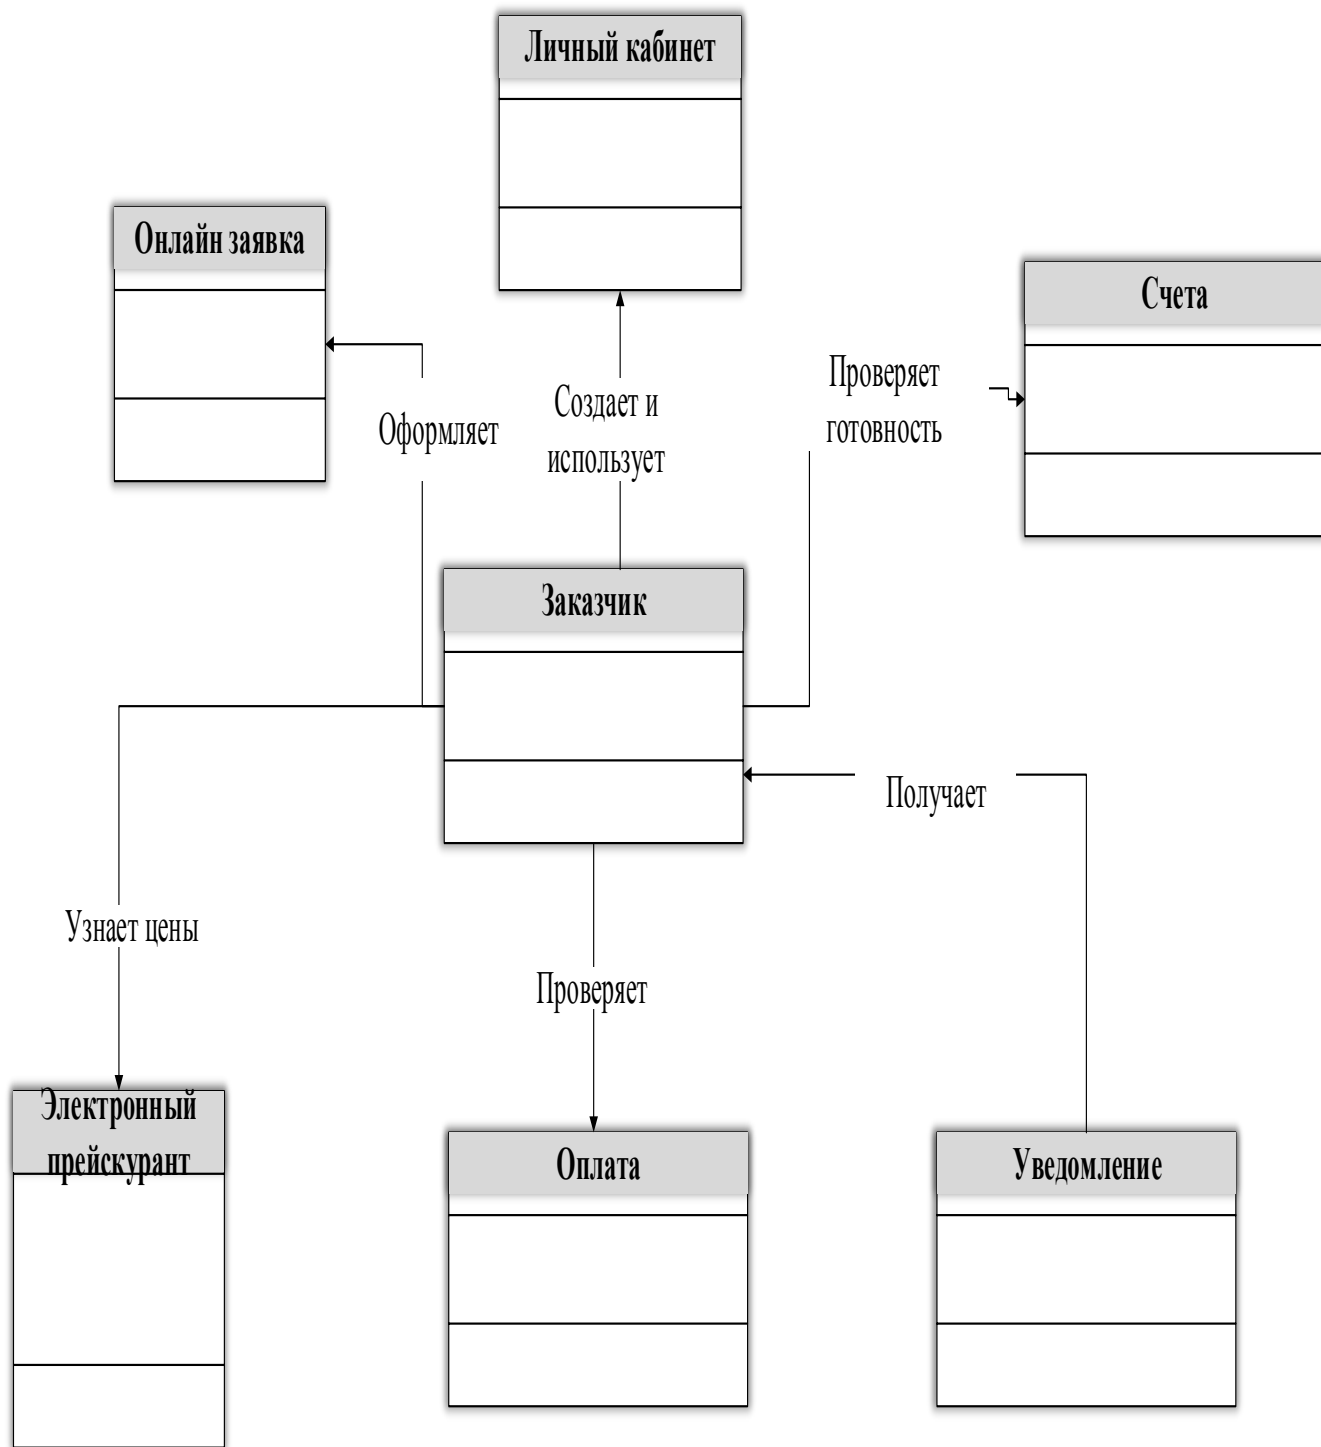 Личный кабинет
Онлайн заявка
Счета
Проверяет
готовность
Создает и
использует
Оформляет
Заказчик
Получает
Узнает цены
Проверяет
Электронный
прейскурант
Оплата
Уведомление